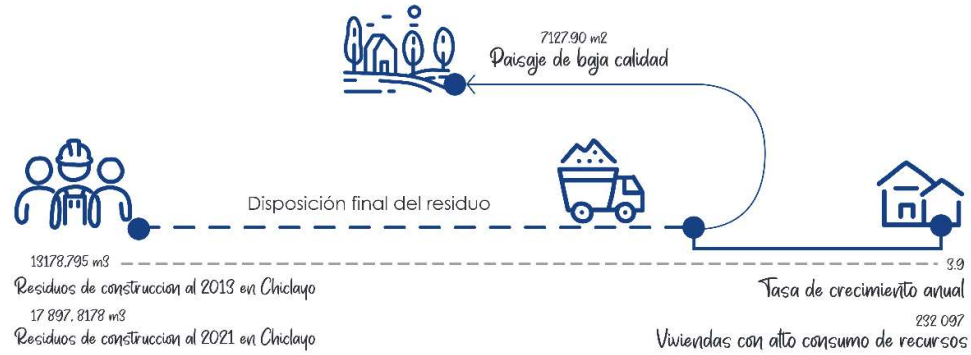 7127.90 m2
Paisaje de baja calidad
Disposición final del residuo
13178,795 m3
3.9
Residuos de construccion al 2013 en Chiclayo
Tasa de crecimiento anual
17 897, 8178 m3
232 097
Residuos de construccion al 2021 en Chiclayo
Viviendas con alto consumo de recursos